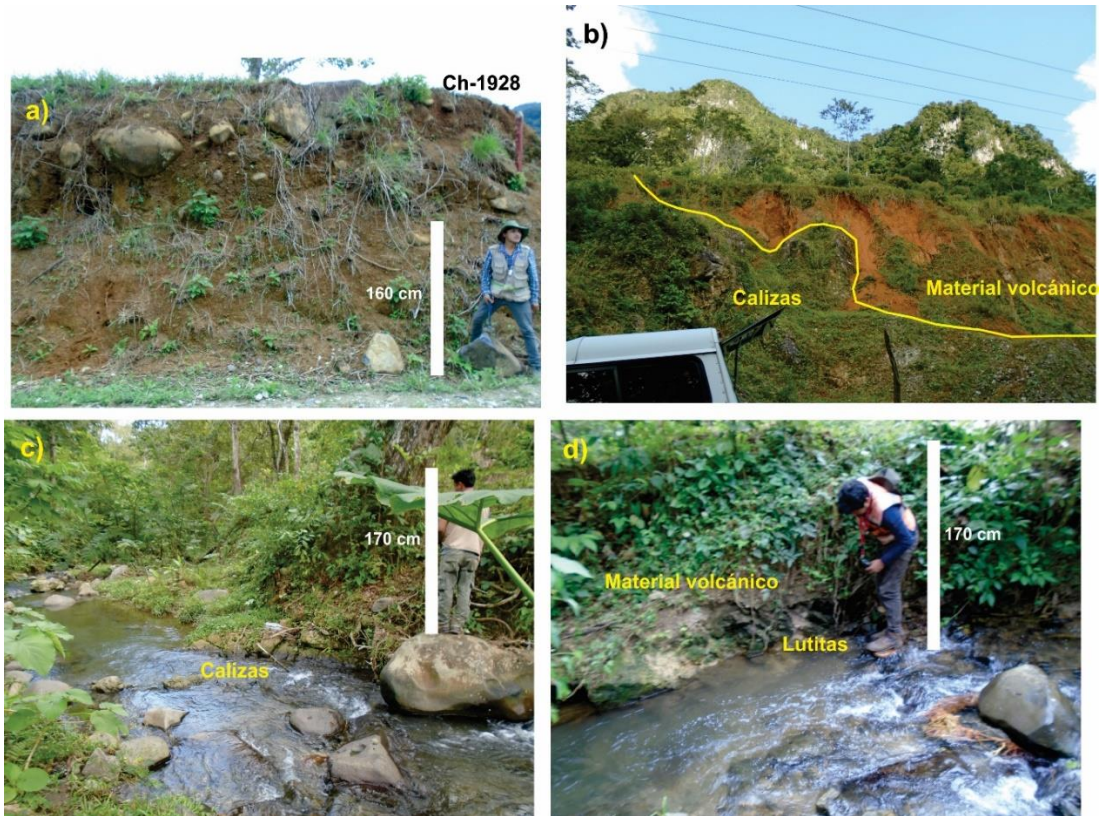 a)
Ch-1928
160 cm
b)
Calizas
Material volcánico
c)
170 cm
Calizas
d)
170 cm
Material volcánico
Lutitas